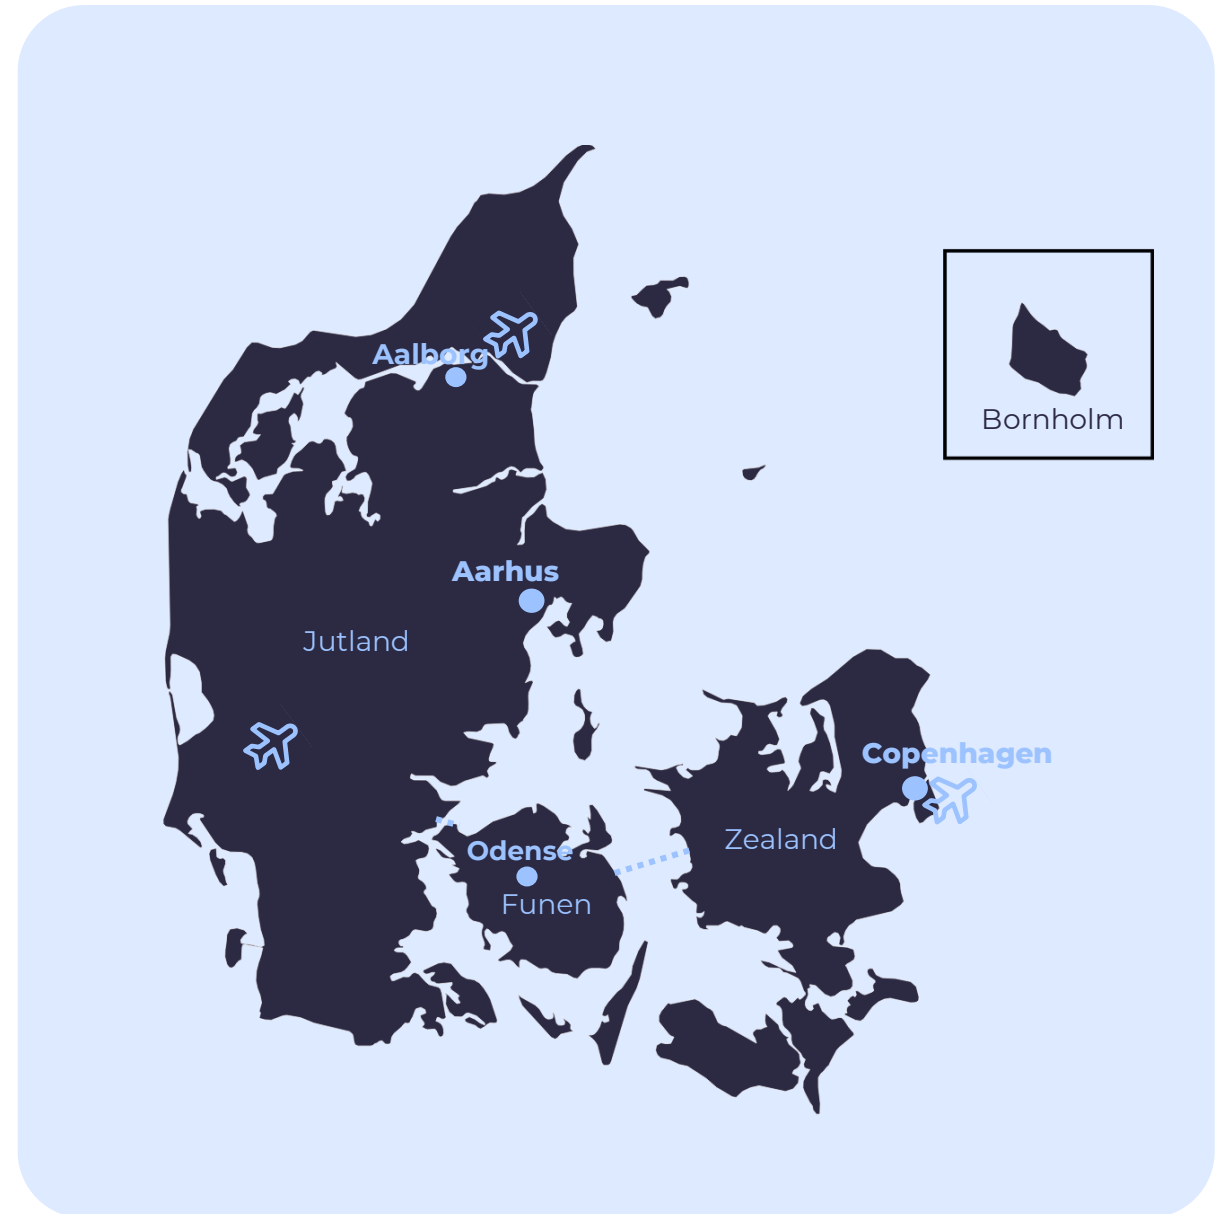 Aalborg
Bornholm
Aarhus
Jutland
Copenhagen
Zealand
Odense
Funen